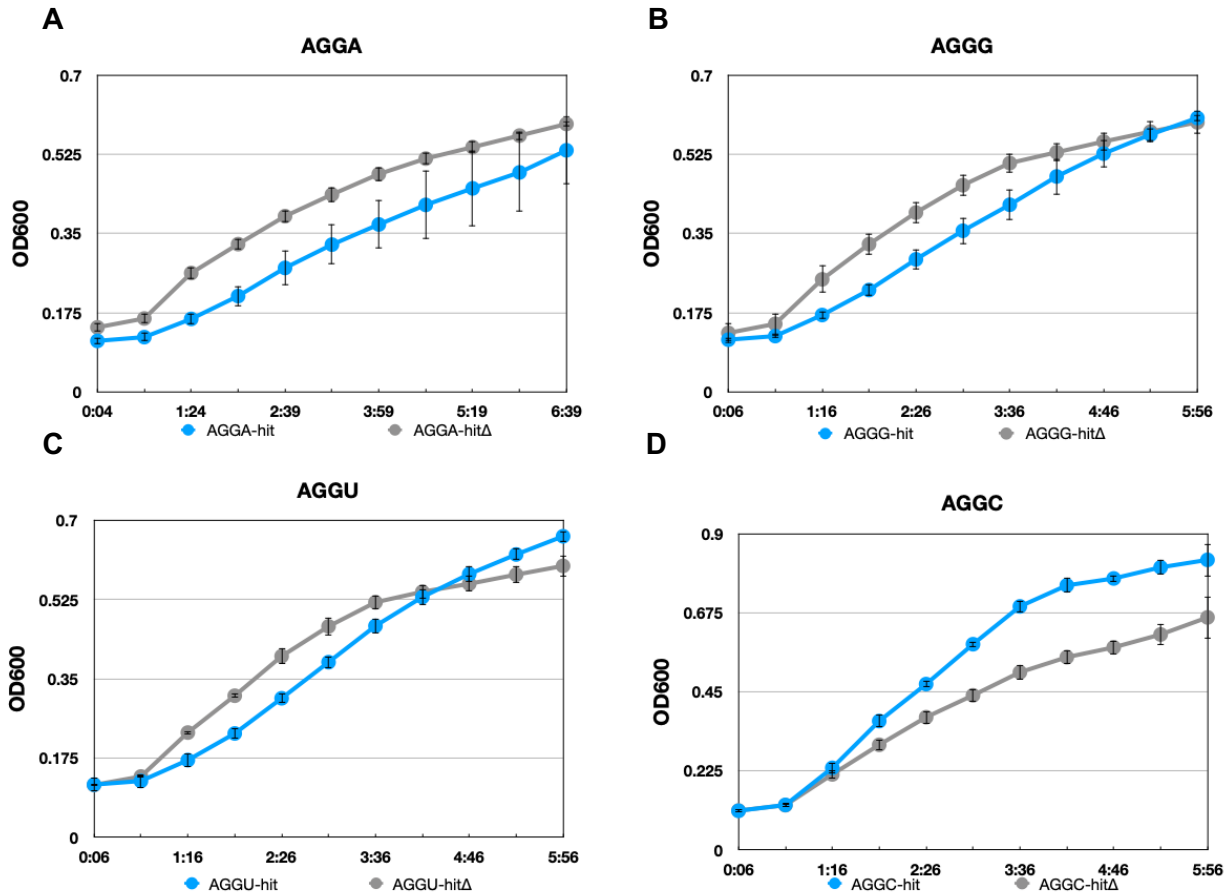 A
AGGA
0.7
0.525
0.35
0.175
0
OD600
0:04 1:24 2:39 3:59 5:19 6:39
AGGA-hit AGGA-hitΔ
B
AGGG
0.7
0.525
0.35
0.175
0
OD600
0:06 1:16 2:26 3:36 4:46 5:56
AGGG-hit AGGG-hitΔ
C
AGGU
0.7
0.525
0.35
0.175
0
OD600
0:06 1:16 2:26 3:36 4:46 5:56
AGGU-hit AGGU-hitΔ
D
AGGC
0.9
0.675
0.45
0.225
0
OD600
0:06 1:16 2:26 3:36 4:46 5:56
AGGC-hit AGGC-hitΔ